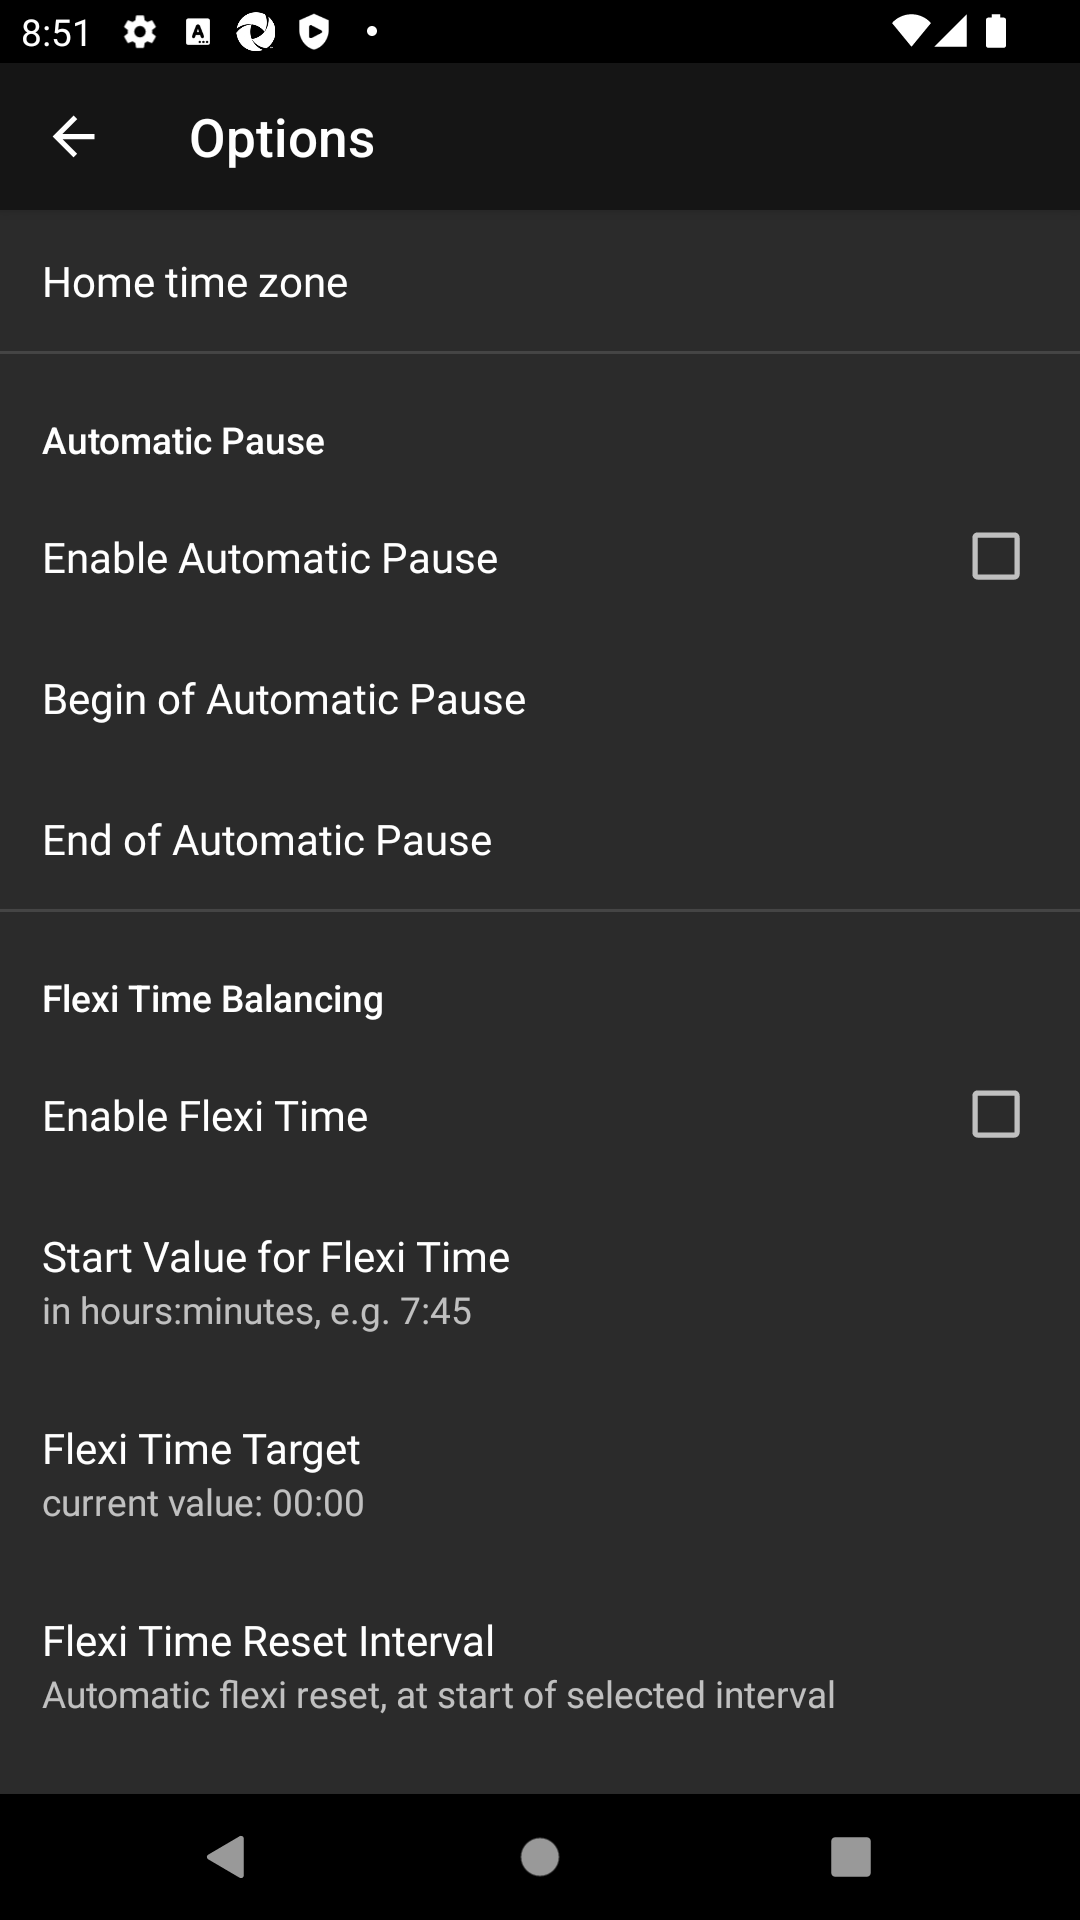 8:51
Options
Home time zone
Automatic Pause
Enable Automatic Pause
Begin of Automatic Pause
End of Automatic Pause
Flexi Time Balancing
Enable Flexi Time
Start Value for Flexi Time
in hours:minutes, e.g. 7:45
Flexi Time Target
current value: 00:00
Flexi Time Reset Interval
Automatic flexi reset, at start of selected interval